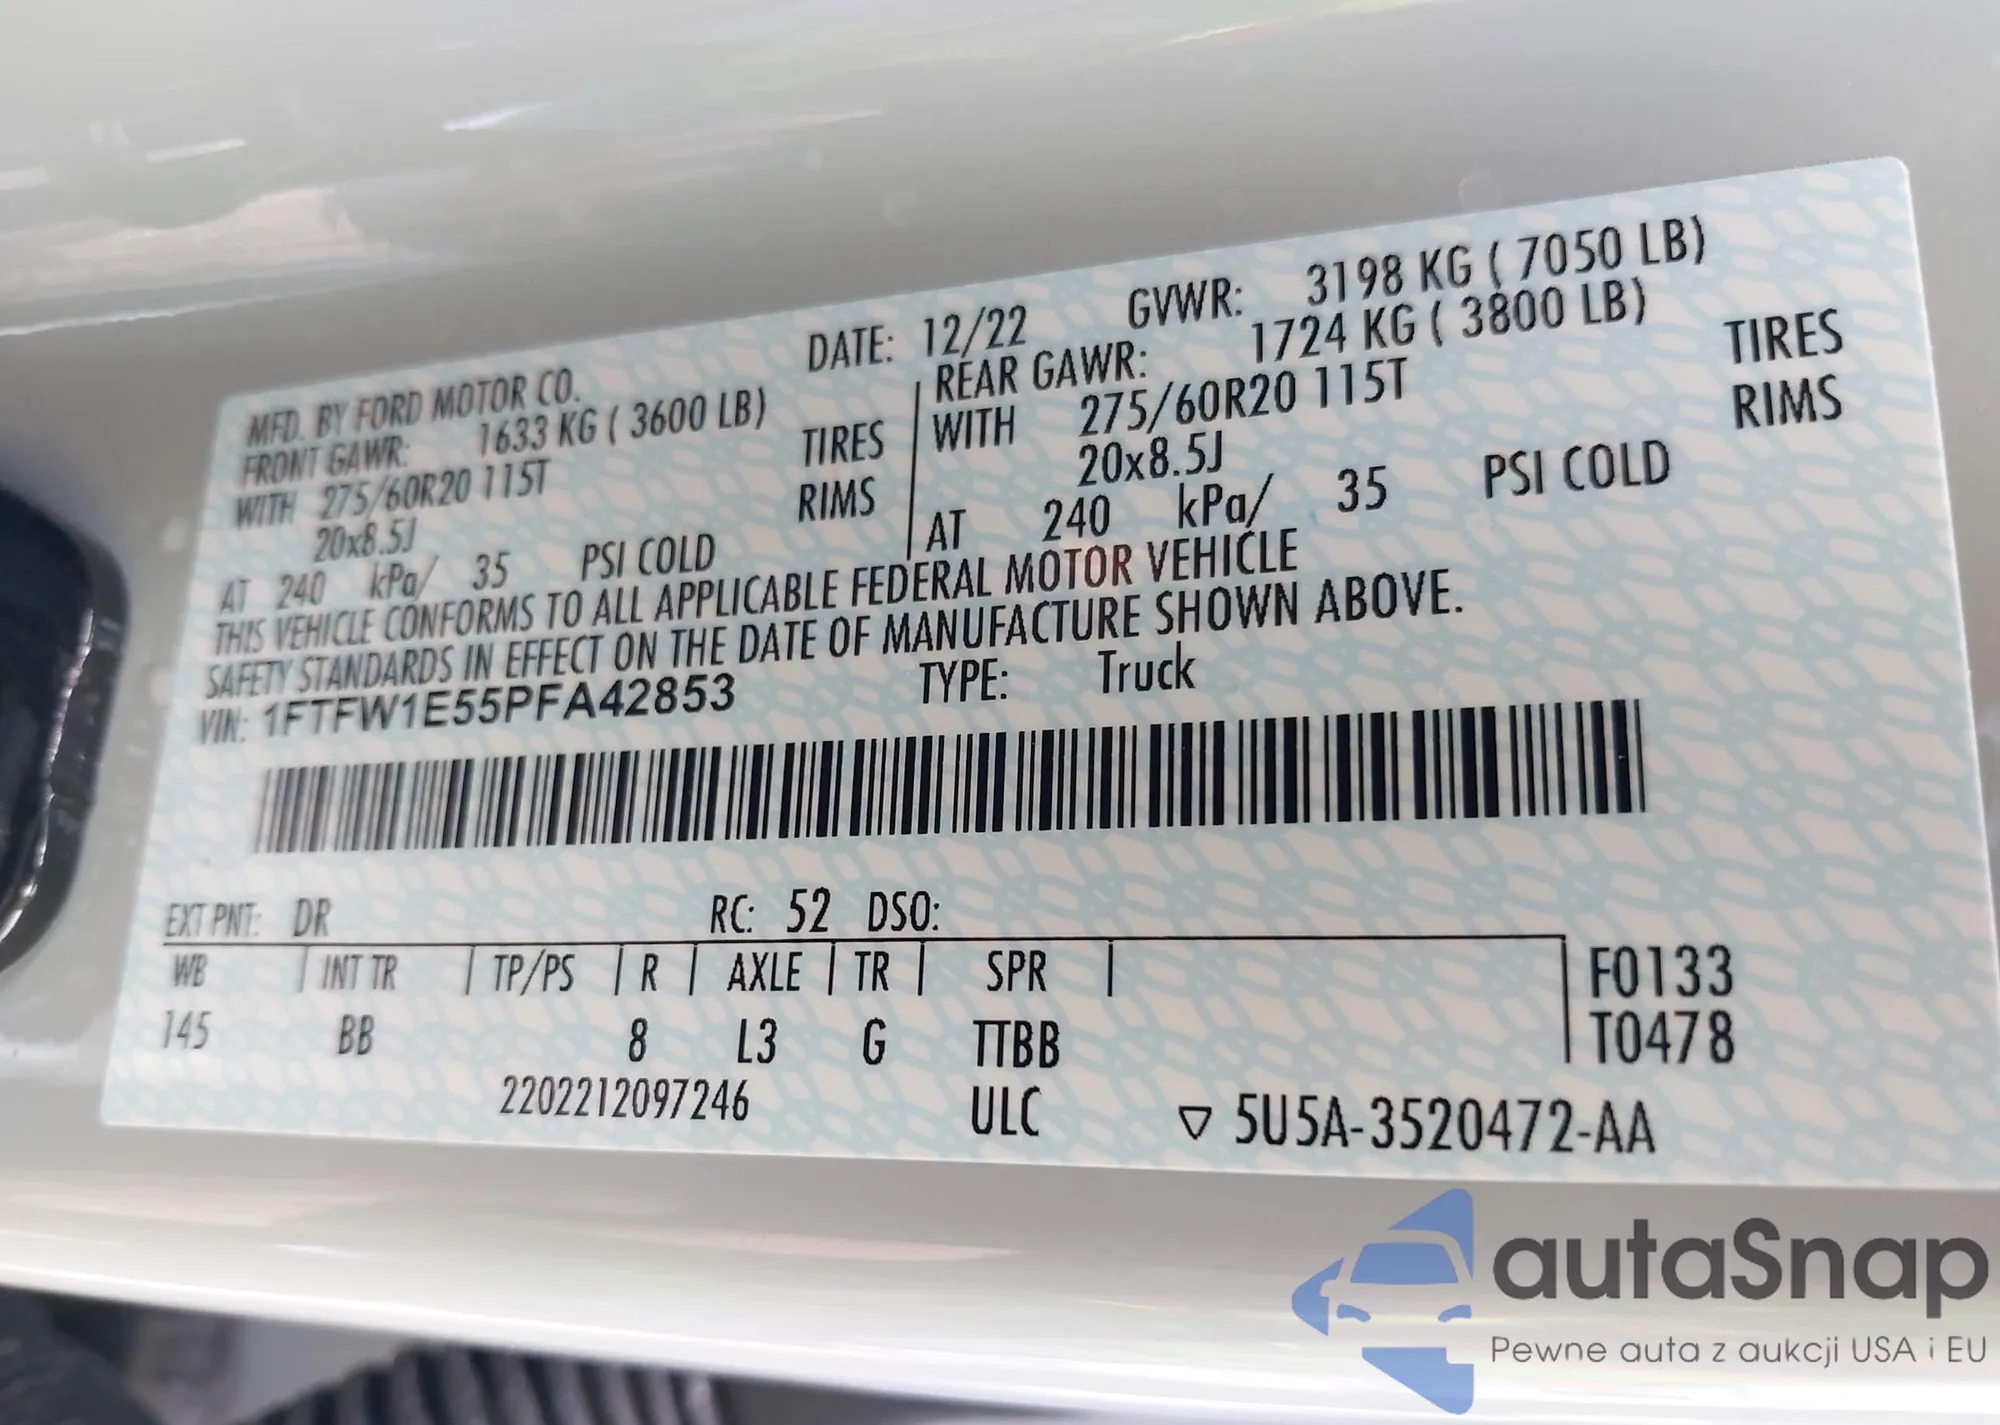 MFD. BY FORD MOTOR CO. DATE: 12/22 GVWR: 3198 KG ( 7050 LB)
FRONT GAWR: 1633 KG ( 3600 LB) REAR GAWR: 1724 KG ( 3800 LB)
WITH 275/60R20 115T TIRES WITH 275/60R20 115T TIRES
20x8.5J RIMS 20x8.5J RIMS
AT 240 kPa/ 35 PSI COLD AT 240 kPa/ 35 PSI COLD
THIS VEHICLE CONFORMS TO ALL APPLICABLE FEDERAL MOTOR VEHICLE
SAFETY STANDARDS IN EFFECT ON THE DATE OF MANUFACTURE SHOWN ABOVE.
VIN: 1FTFW1E55PFA42853 TYPE: Truck
EXT PNT: DR RC: 52 DSO:
WB INT TR TP/PS R AXLE TR SPR F0133
145 BB 8 L3 G TTBB T0478
2202212097246 ULC ▽ 5U5A-3520472-AA
autaSnap
Pewne auta z aukcji USA i EU